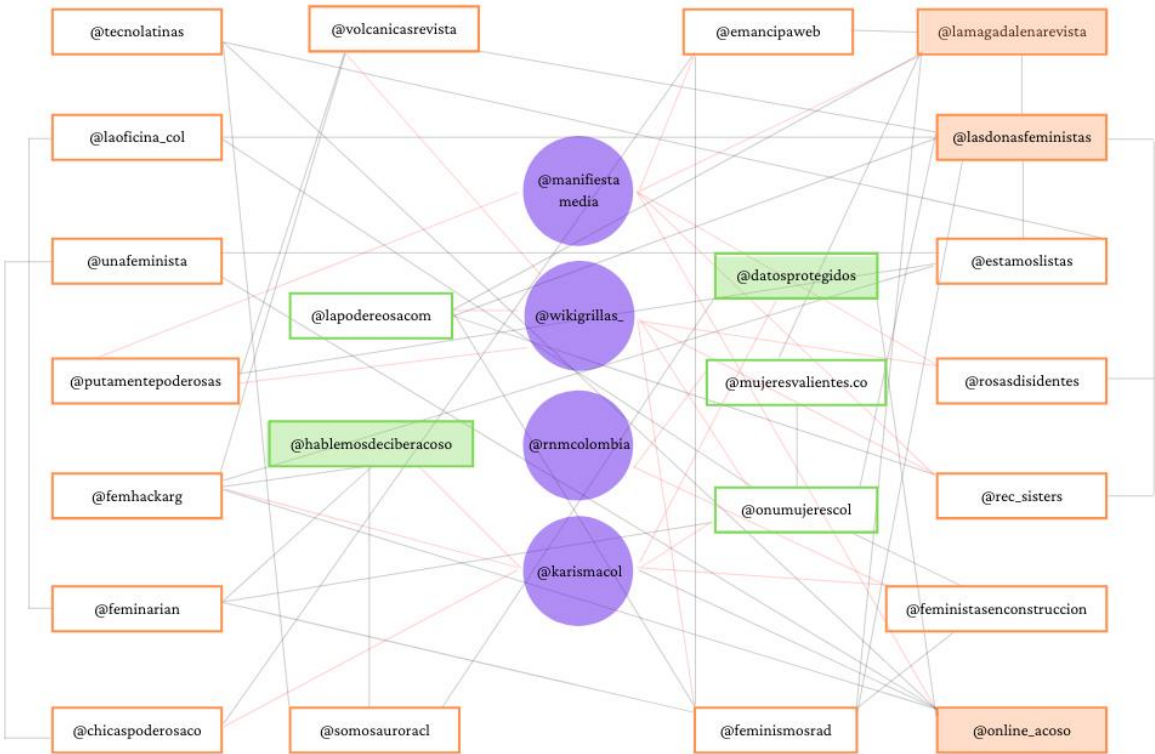 @tecnolatinas
@volcanicasrevista
@emancipaweb
@lamagadalenarevista
@laoficina_col
@lasdonasfeministas
@manifiesta
media
@unafeminista
@datosprotegidos
@estamoslistas
@lapodereosacom
@wikigrillas_
@putamentepoderosas
@mujeresvalientes.co
@rosasdisidentes
@hablemosdeciberacoso
@rnmcolombia
@femhackarg
@onumujerescol
@rec_sisters
@karismacol
@feminarian
@feministasenconstruccion
@chicaspoderosaco
@somosauroracl
@feminismosrad
@online_acoso